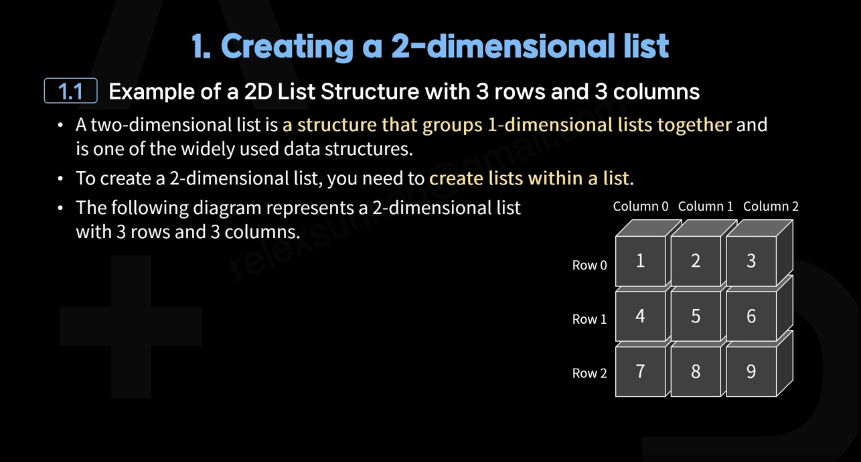 1. Creating a 2-dimensional list
1.1 Example of a 2D List Structure with 3 rows and 3 columns
• A two-dimensional list is a structure that groups 1-dimensional lists together and
is one of the widely used data structures.
• To create a 2-dimensional list, you need to create lists within a list.
• The following diagram represents a 2-dimensional list
with 3 rows and 3 columns.
Column 0 Column 1 Column 2
Row 0 1 2 3
Row 1 4 5 6
Row 2 7 8 9